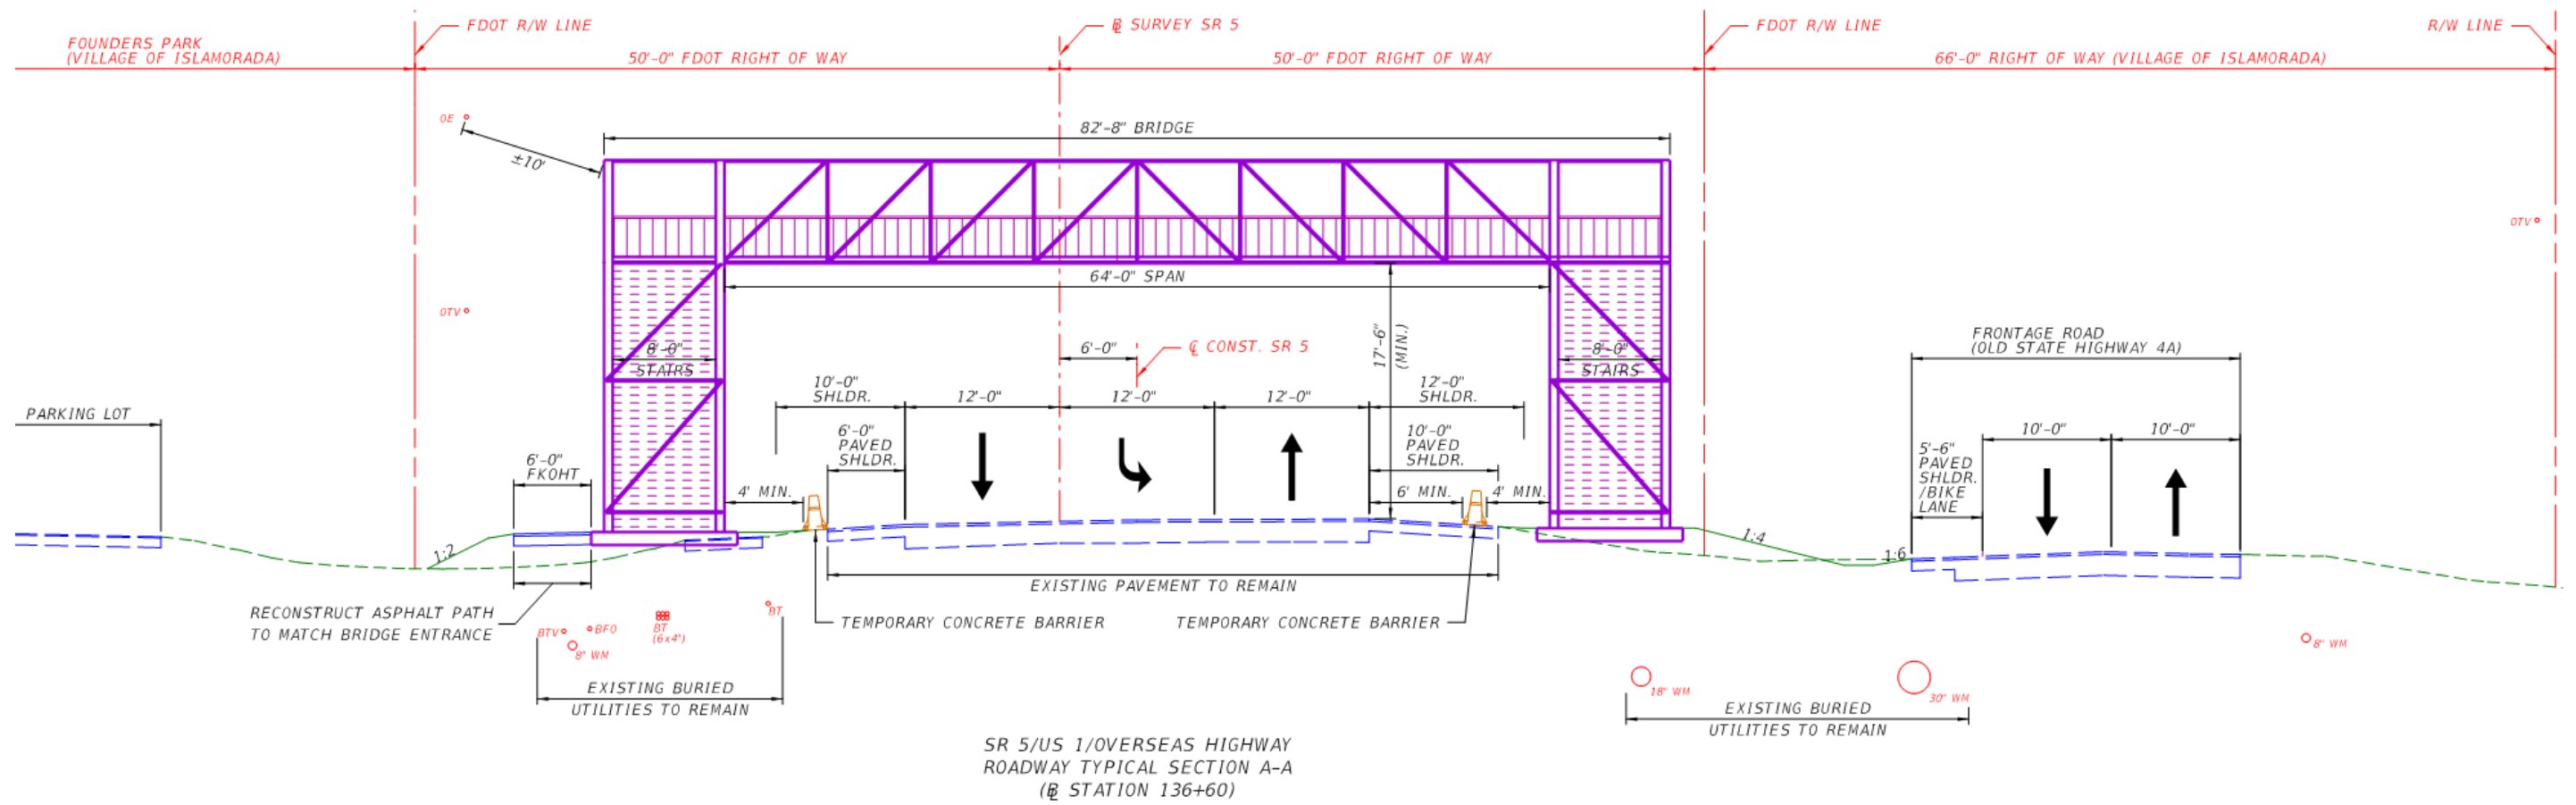 FDOT R/W LINE
℄ SURVEY SR 5
FDOT R/W LINE
R/W LINE
FOUNDERS PARK
(VILLAGE OF ISLAMORADA)
50'-0" FDOT RIGHT OF WAY
50'-0" FDOT RIGHT OF WAY
66'-0" RIGHT OF WAY (VILLAGE OF ISLAMORADA)
OE
±10'
82'-8" BRIDGE
OTV
64'-0" SPAN
OTV
17'-6"
(MIN.)
6'-0"
℄ CONST. SR 5
8'-0"
STAIRS
8'-0"
STAIRS
FRONTAGE ROAD
(OLD STATE HIGHWAY 4A)
10'-0"
SHLDR.
12'-0"
12'-0"
12'-0"
12'-0"
SHLDR.
PARKING LOT
6'-0"
PAVED
SHLDR.
10'-0"
PAVED
SHLDR.
10'-0"
10'-0"
5'-6"
PAVED
SHLDR.
/BIKE
LANE
6'-0"
FKOHT
4' MIN.
6' MIN.
4' MIN.
1:2
1:4
1:6
EXISTING PAVEMENT TO REMAIN
RECONSTRUCT ASPHALT PATH
TO MATCH BRIDGE ENTRANCE
TEMPORARY CONCRETE BARRIER
TEMPORARY CONCRETE BARRIER
BTV
BFO
BT
(6x4")
BT
8" WM
8" WM
EXISTING BURIED
UTILITIES TO REMAIN
18" WM
30" WM
EXISTING BURIED
UTILITIES TO REMAIN
SR 5/US 1/OVERSEAS HIGHWAY
ROADWAY TYPICAL SECTION A-A
(℄ STATION 136+60)